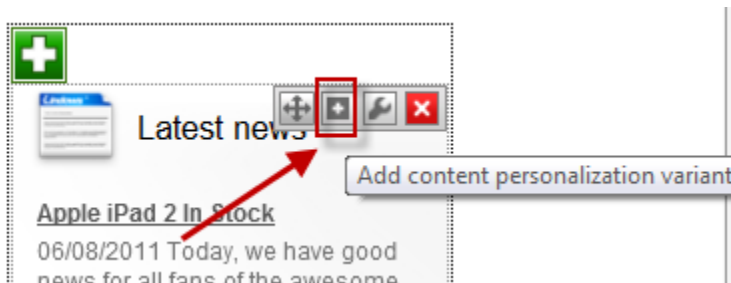 Latest news
Add content personalization variant
Apple iPad 2 In Stock
06/08/2011 Today, we have good
news for all fans of the awesome